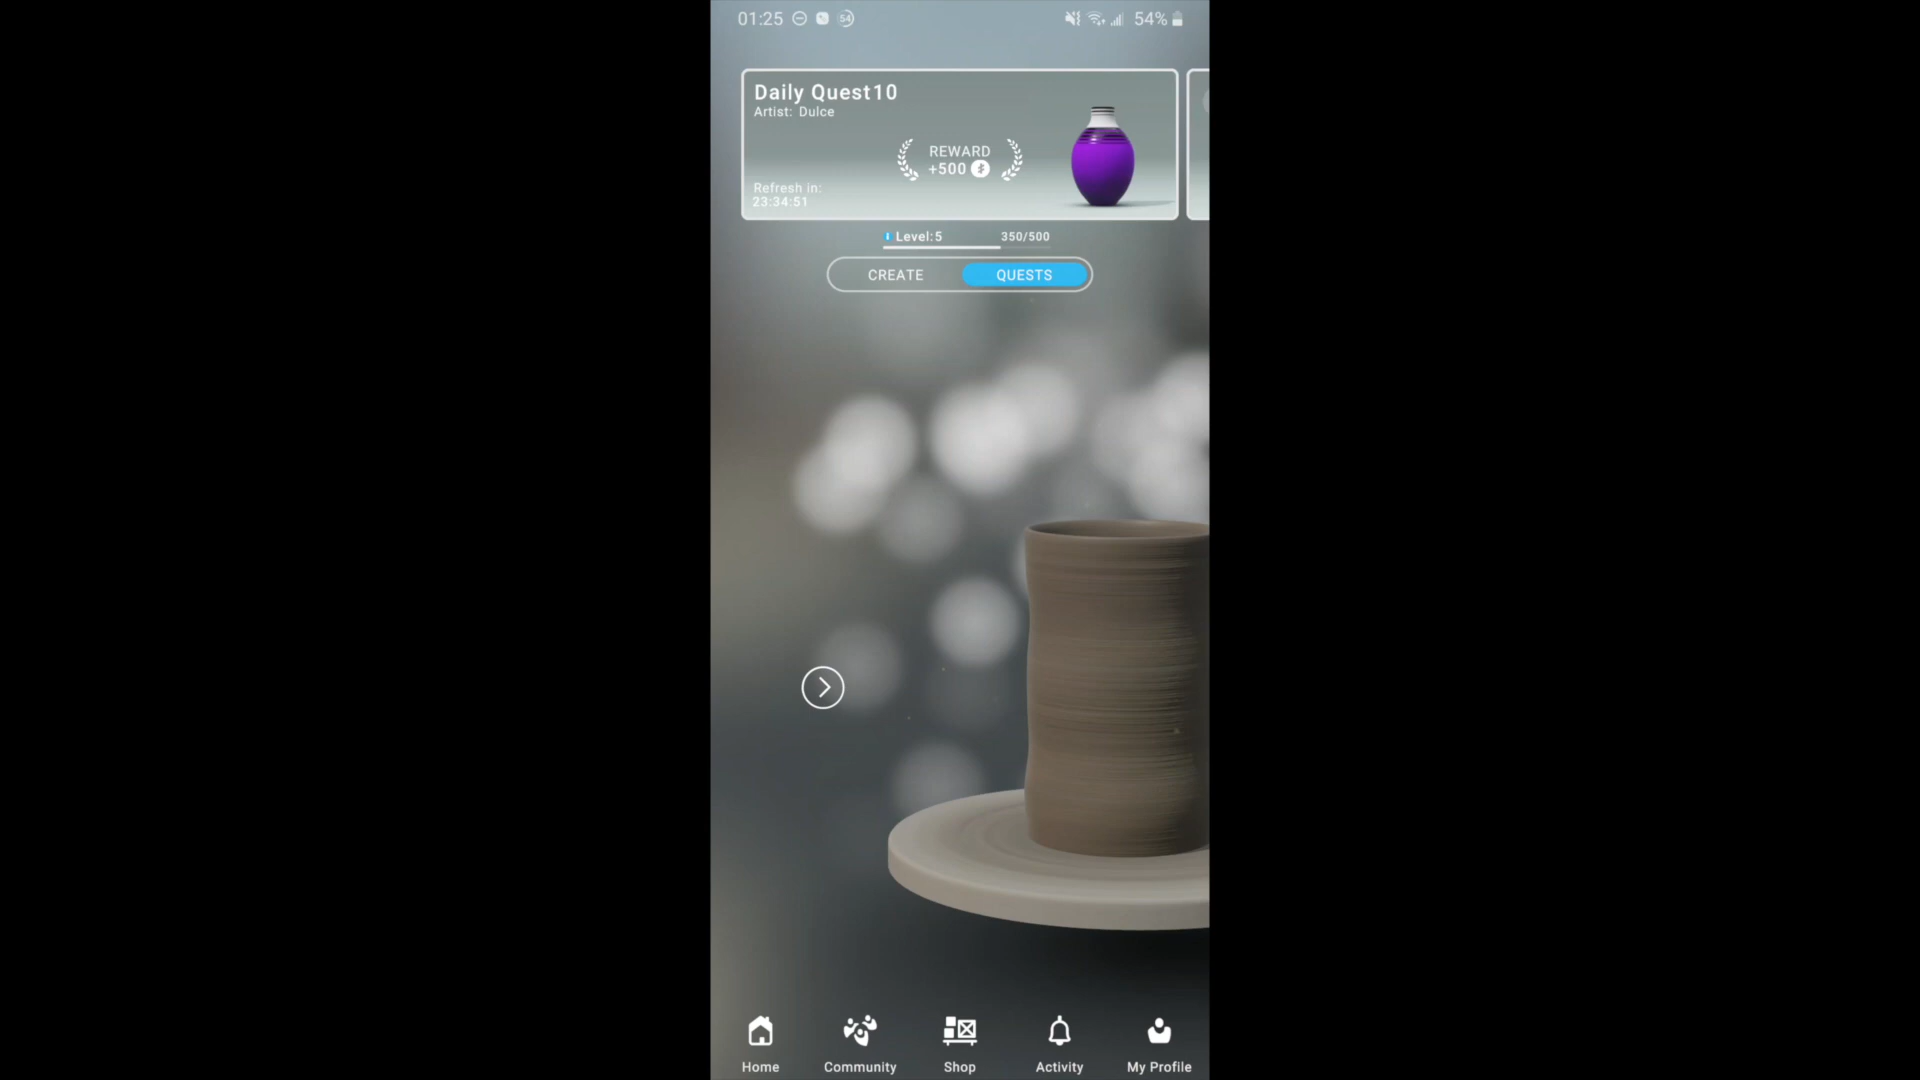 01:25 54 54%
Daily Quest10
Artist: Dulce
REWARD
+500
Refresh in:
23:34:51
Level:5 350/500
CREATE QUESTS
Home Community Shop Activity My Profile